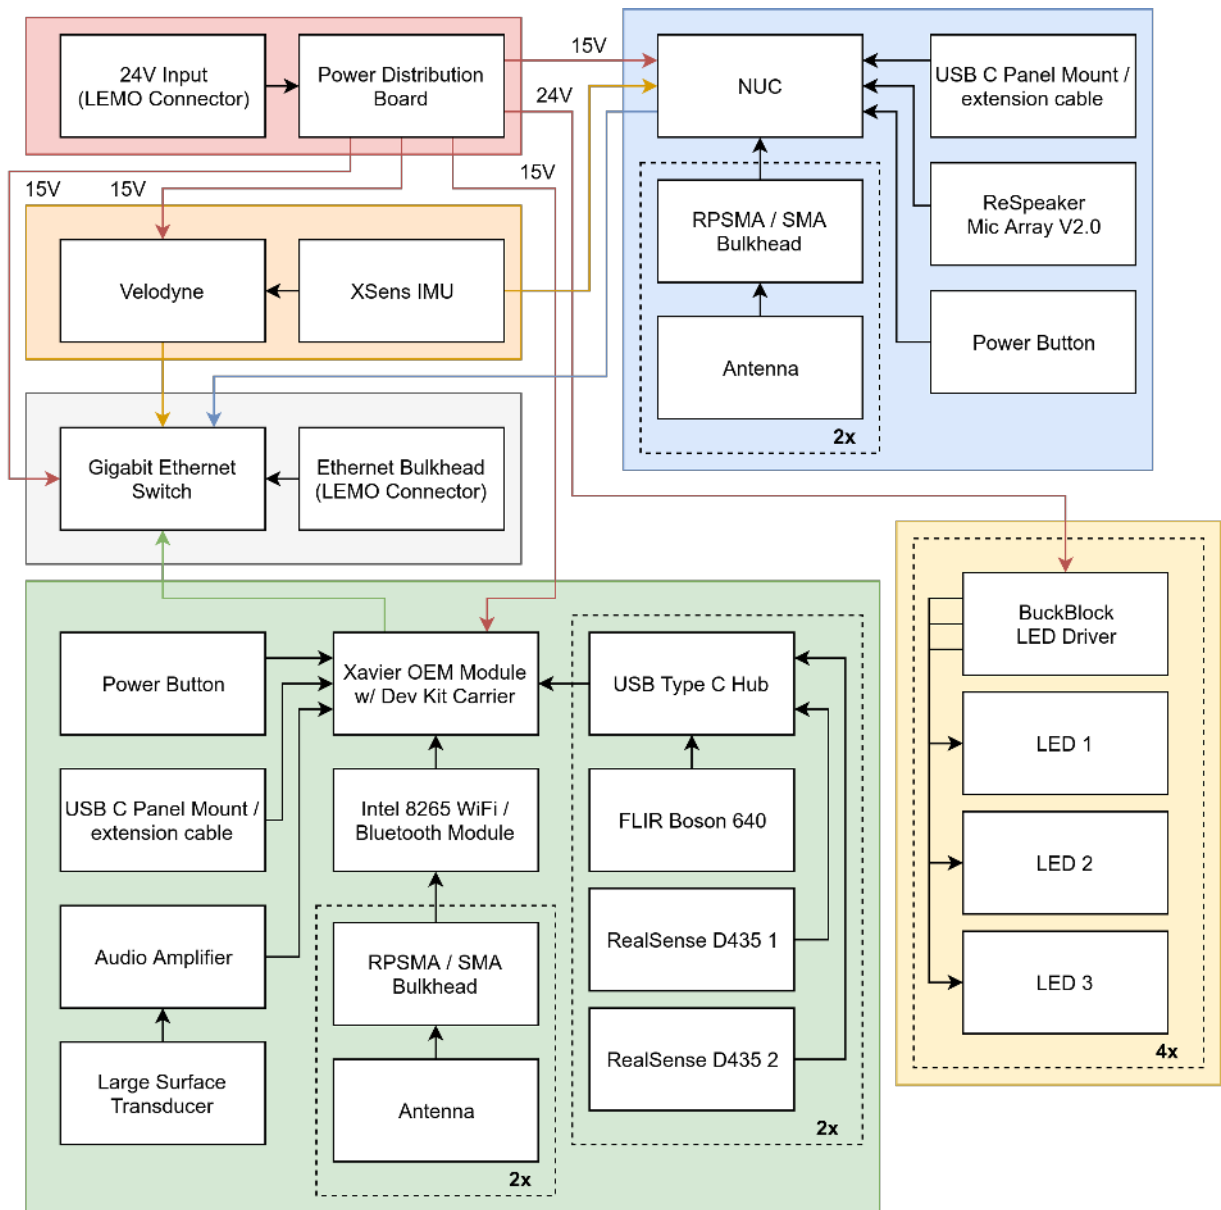 24V Input
(LEMO Connector)
Power Distribution
Board
15V
24V
15V
15V
15V
NUC
USB C Panel Mount /
extension cable
RPSMA / SMA
Bulkhead
ReSpeaker
Mic Array V2.0
Antenna
Power Button
2x
Velodyne
XSens IMU
Gigabit Ethernet
Switch
Ethernet Bulkhead
(LEMO Connector)
Power Button
Xavier OEM Module
w/ Dev Kit Carrier
USB Type C Hub
USB C Panel Mount /
extension cable
Intel 8265 WiFi /
Bluetooth Module
FLIR Boson 640
Audio Amplifier
RPSMA / SMA
Bulkhead
RealSense D435 1
Large Surface
Transducer
Antenna
RealSense D435 2
2x
2x
BuckBlock
LED Driver
LED 1
LED 2
LED 3
4x